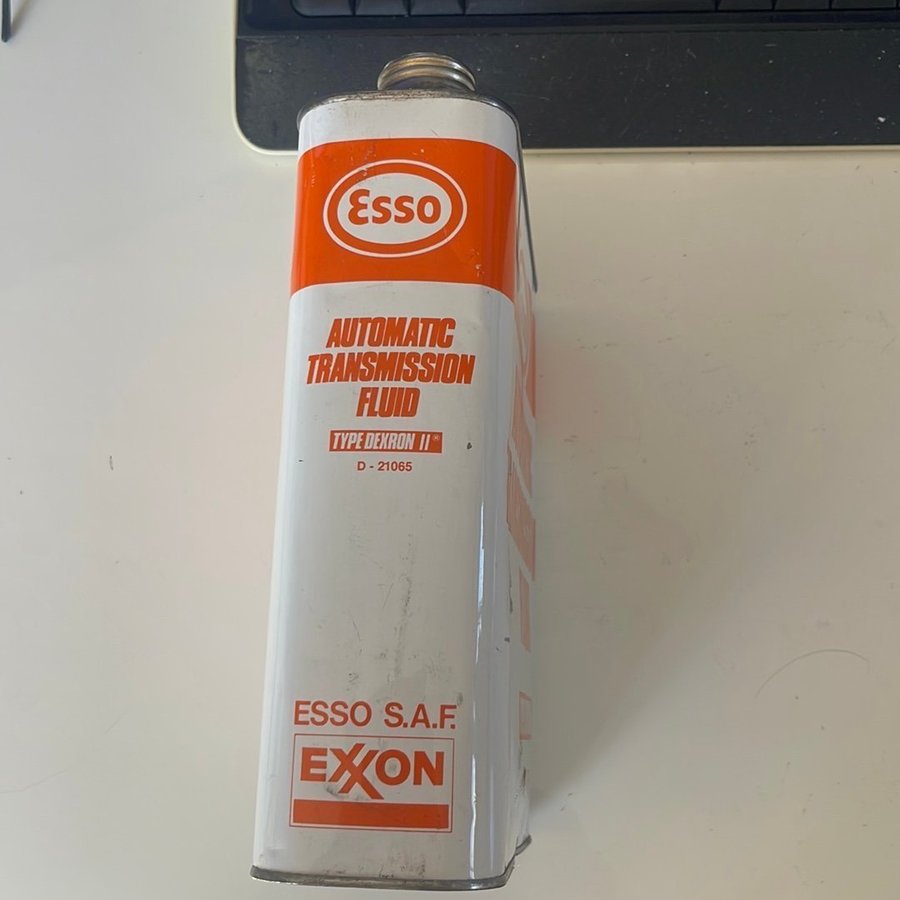 Esso
AUTOMATIC
TRANSMISSION
FLUID
TYPE DEXRON II®
D - 21065
ESSO S.A.F.
EXXON